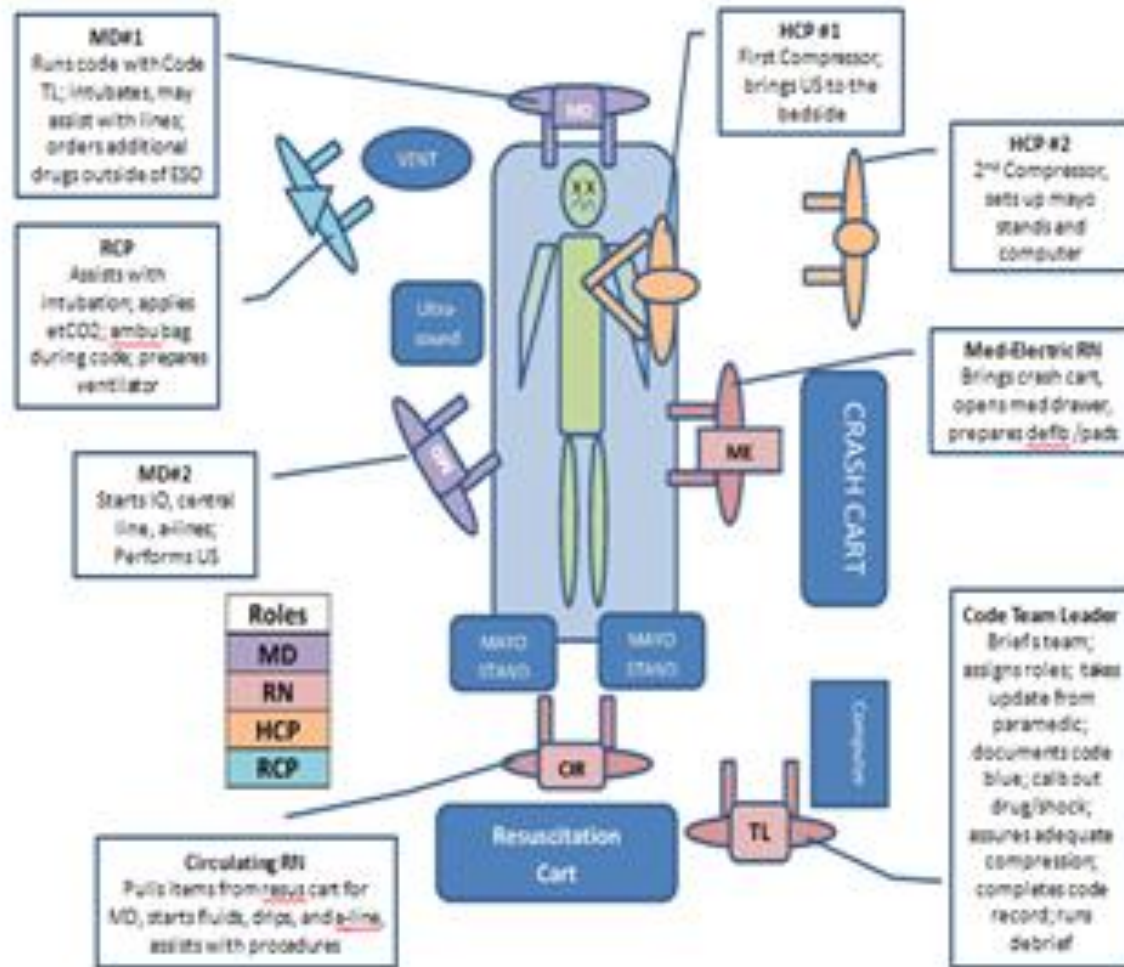 MD#1
Runs code with Code
TL; intubates, may
assist with lines;
orders additional
drugs outside of ESO
HCP #1
First Compressor,
brings US to the
bedside
MD
VENT
HCP #2
2nd Compressor,
sets up mayo
stands and
computer
RCP
Assists with
intubation; applies
etCO2; ambu bag
during code; prepares
ventilator
Ultra-
sound
Med-Electric RN
Brings crash cart,
opens med drawer,
prepares defib /pads
MD
ME
CRASH CART
MD#2
Starts IO, central
line, a-lines;
Performs US
Roles
MD
RN
HCP
RCP
MAYO
STAND
MAYO
STAND
Computer
Code Team Leader
Briefs team;
assigns roles; takes
update from
paramedic;
documents code
blue; calls out
drug/shock;
assures adequate
compression;
completes code
record; runs
debrief
CIR
TL
Resuscitation
Cart
Circulating RN
Pulls items from resus cart for
MD, starts fluids, drips, and a-line,
assists with procedures